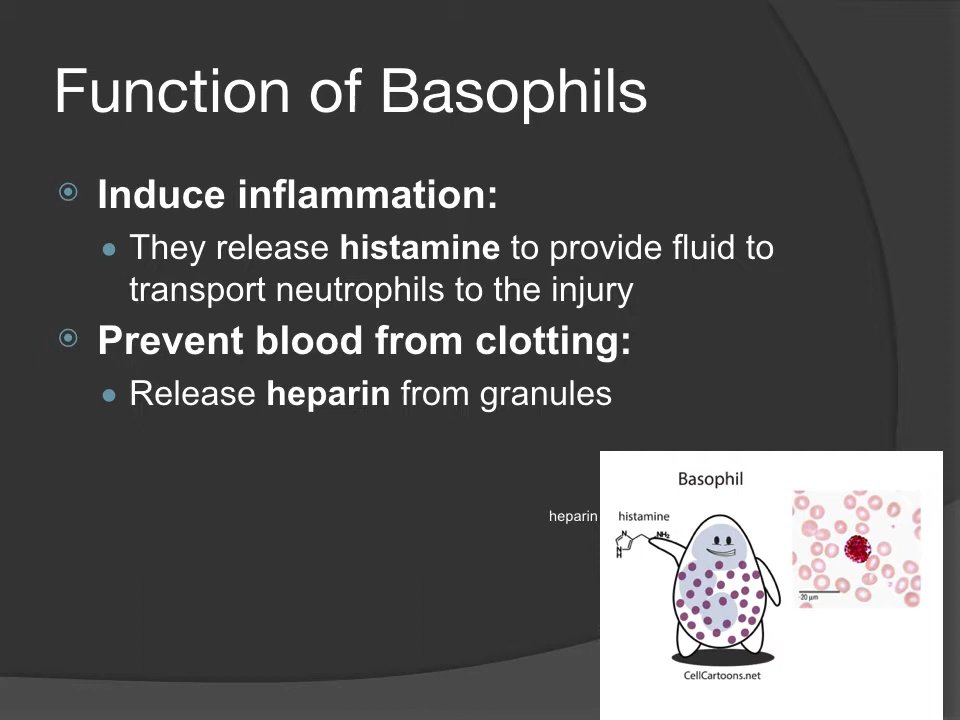 Function of Basophils
Induce inflammation:
They release histamine to provide fluid to
transport neutrophils to the injury
Prevent blood from clotting:
Release heparin from granules
Basophil
heparin
histamine
N
N
H
NH₂
20 µm
CellCartoons.net